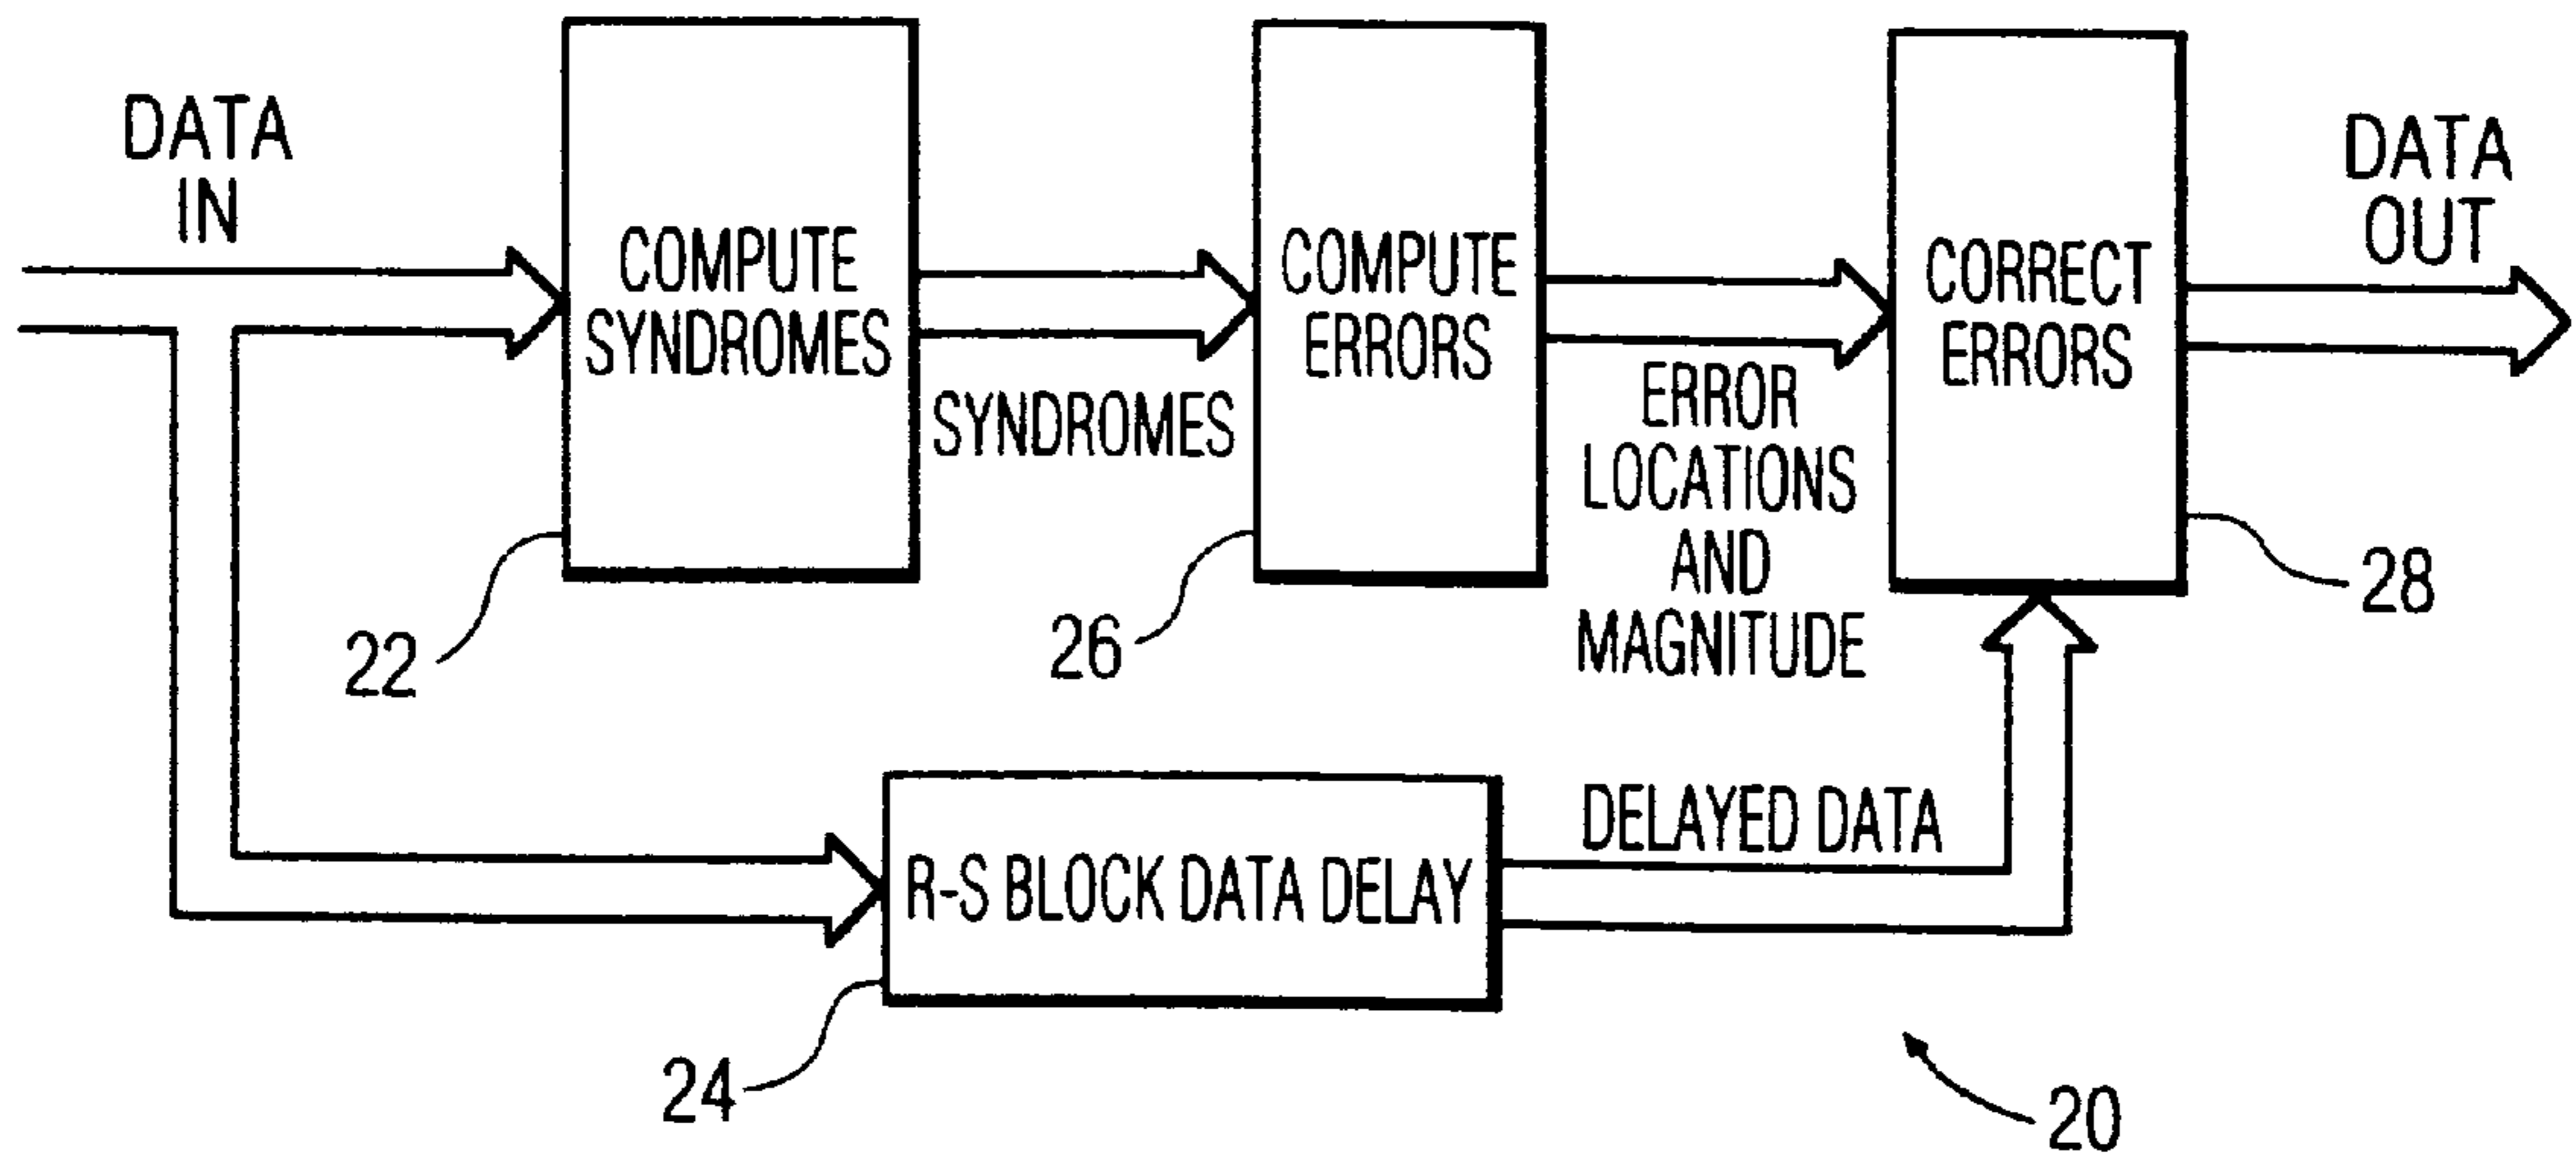 DATA
IN
COMPUTE
SYNDROMES
22
SYNDROMES
COMPUTE
ERRORS
26
ERROR
LOCATIONS
AND
MAGNITUDE
CORRECT
ERRORS
28
DATA
OUT
R-S BLOCK DATA DELAY
24
DELAYED DATA
20